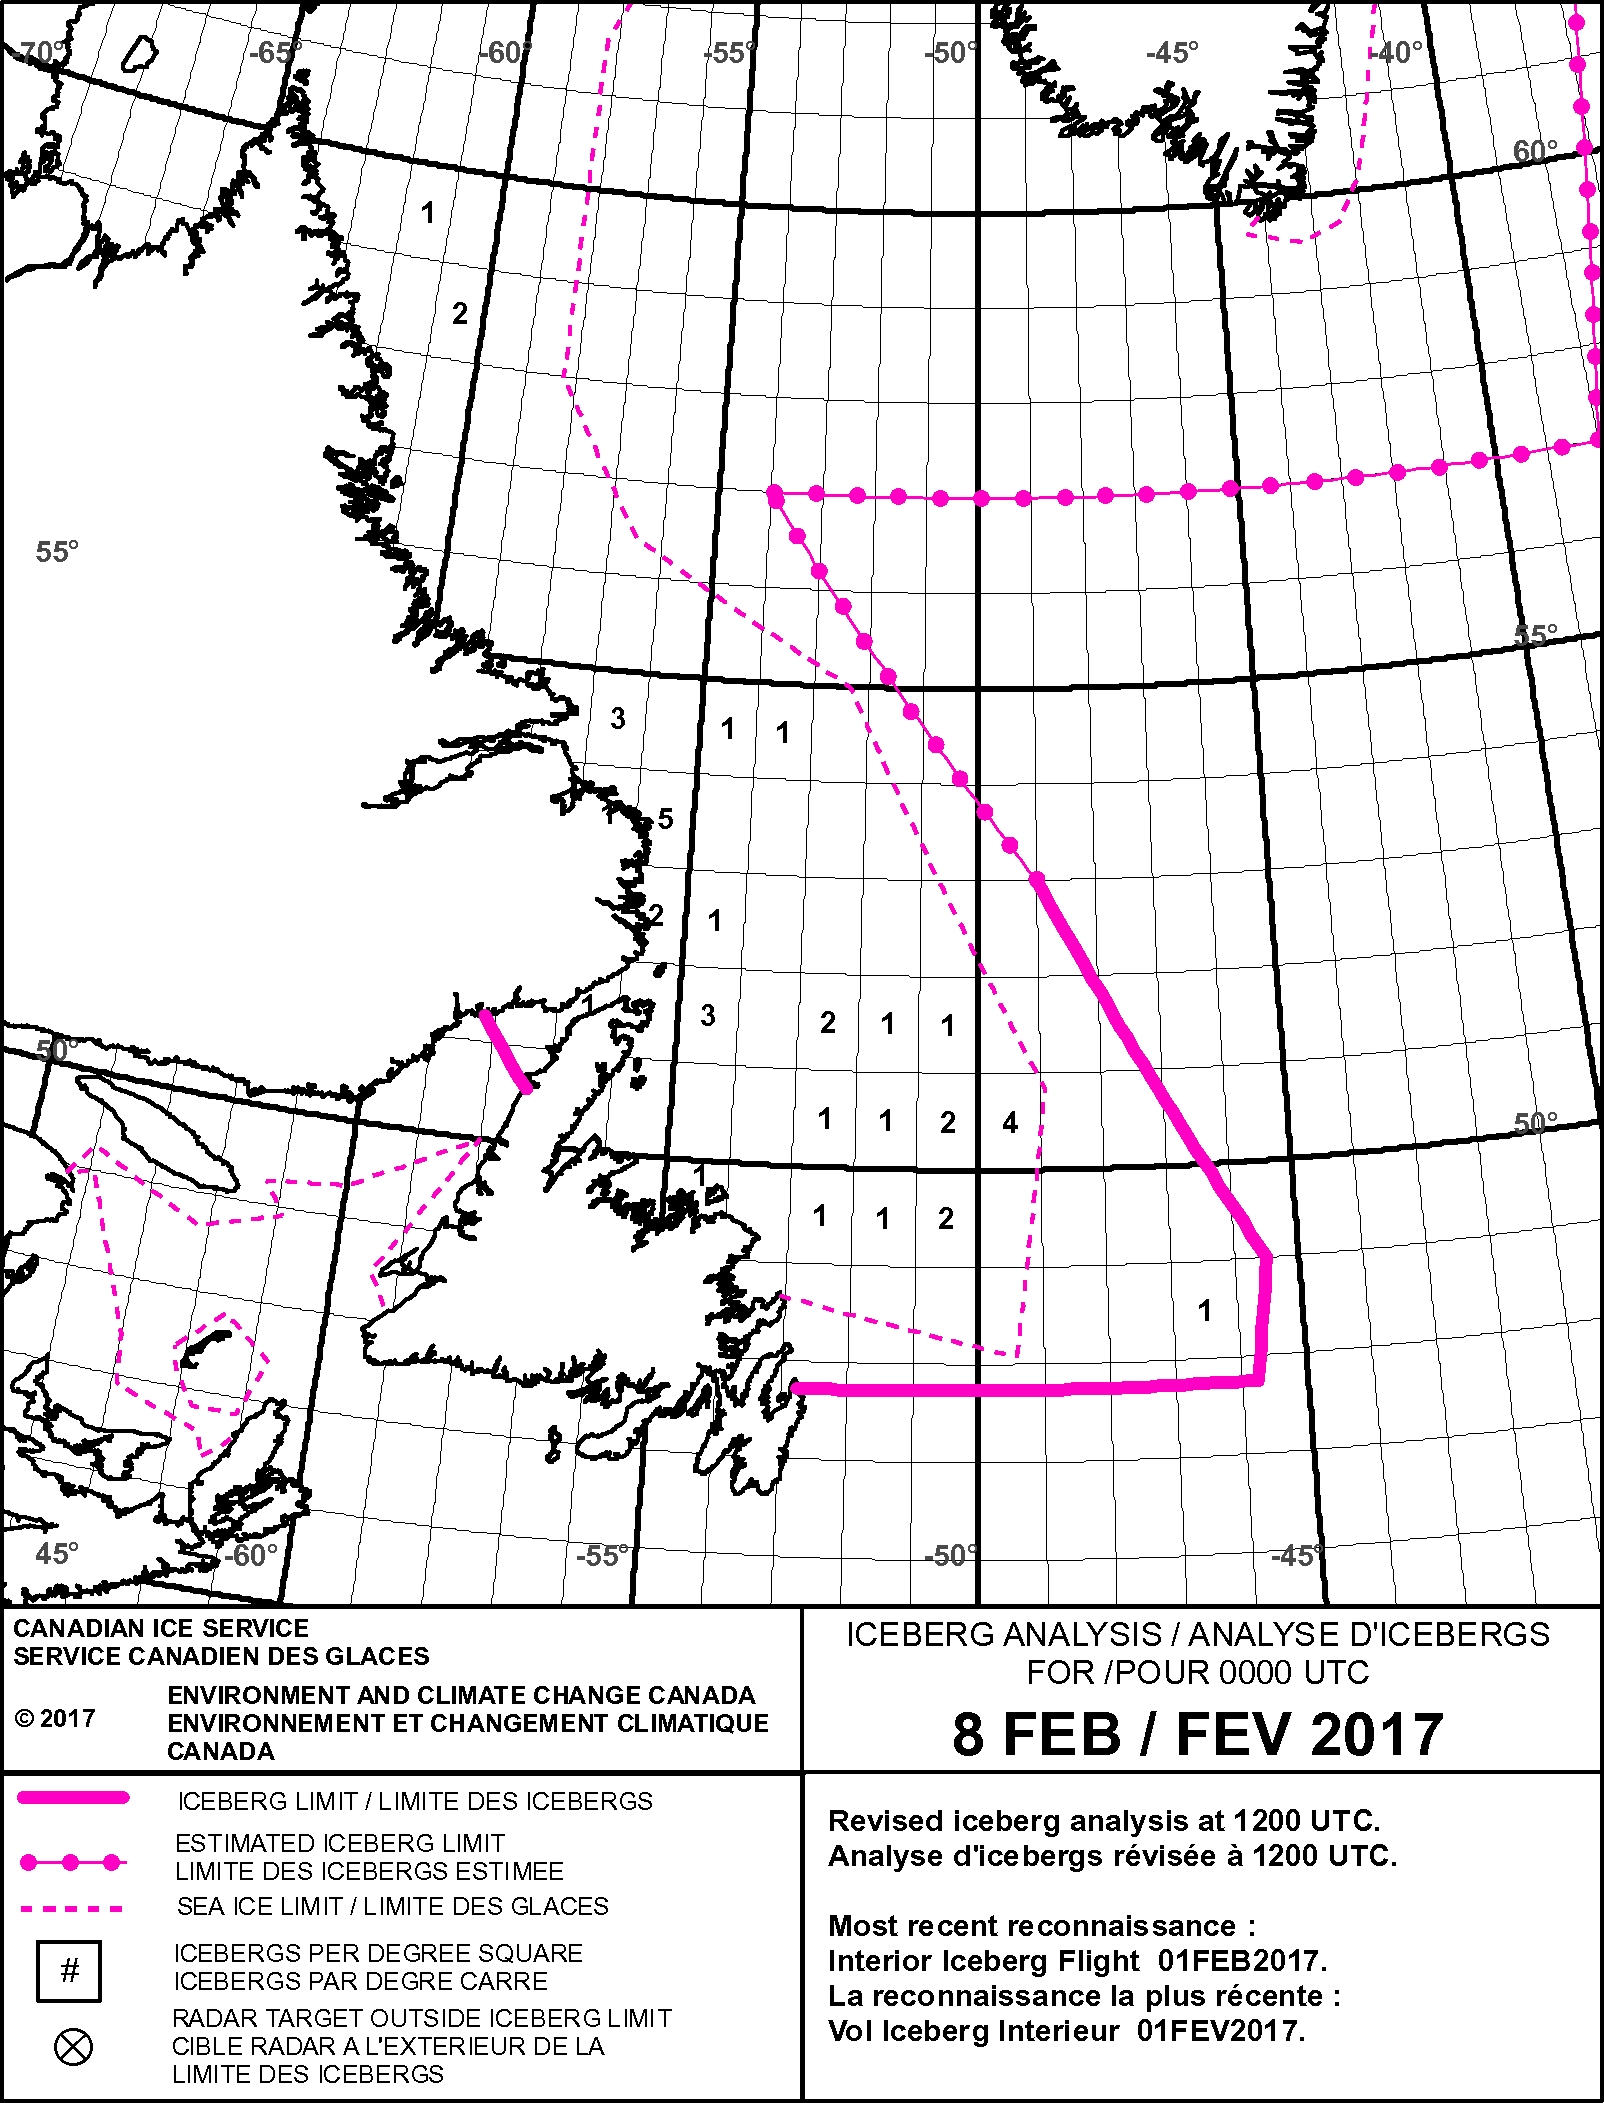 -70° -65° -60° -55° -50° -45° -40°
60°
1
2
55°
55°
3 1 1
1 5
2 1
1 3 2 1 1
50°
1 1 2 4
50°
1
1 1 2
1
45° -60° -55° -50° -45°
CANADIAN ICE SERVICE
SERVICE CANADIEN DES GLACES
© 2017
ENVIRONMENT AND CLIMATE CHANGE CANADA
ENVIRONNEMENT ET CHANGEMENT CLIMATIQUE
CANADA
ICEBERG ANALYSIS / ANALYSE D'ICEBERGS
FOR /POUR 0000 UTC
8 FEB / FEV 2017
ICEBERG LIMIT / LIMITE DES ICEBERGS
ESTIMATED ICEBERG LIMIT
LIMITE DES ICEBERGS ESTIMEE
SEA ICE LIMIT / LIMITE DES GLACES
#
ICEBERGS PER DEGREE SQUARE
ICEBERGS PAR DEGRE CARRE
RADAR TARGET OUTSIDE ICEBERG LIMIT
CIBLE RADAR A L'EXTERIEUR DE LA
LIMITE DES ICEBERGS
Revised iceberg analysis at 1200 UTC.
Analyse d'icebergs révisée à 1200 UTC.
Most recent reconnaissance :
Interior Iceberg Flight 01FEB2017.
La reconnaissance la plus récente :
Vol Iceberg Interieur 01FEV2017.